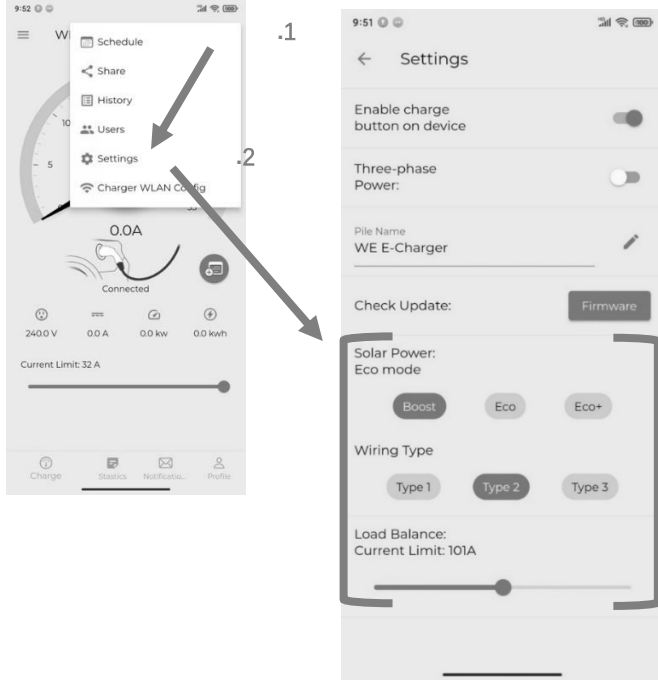 9:52
W
Schedule
Share
History
Users
Settings
Charger WLAN Config
10
5
0.0A
Connected
240.0 V
0.0 A
0.0 kw
0.0 kwh
Current Limit: 32 A
Charge
Stastics
Notificatio...
Profile
.1
.2
9:51
Settings
Enable charge
button on device
Three-phase
Power:
Pile Name
WE E-Charger
Check Update:
Firmware
Solar Power:
Eco mode
Boost
Eco
Eco+
Wiring Type
Type 1
Type 2
Type 3
Load Balance:
Current Limit: 101A